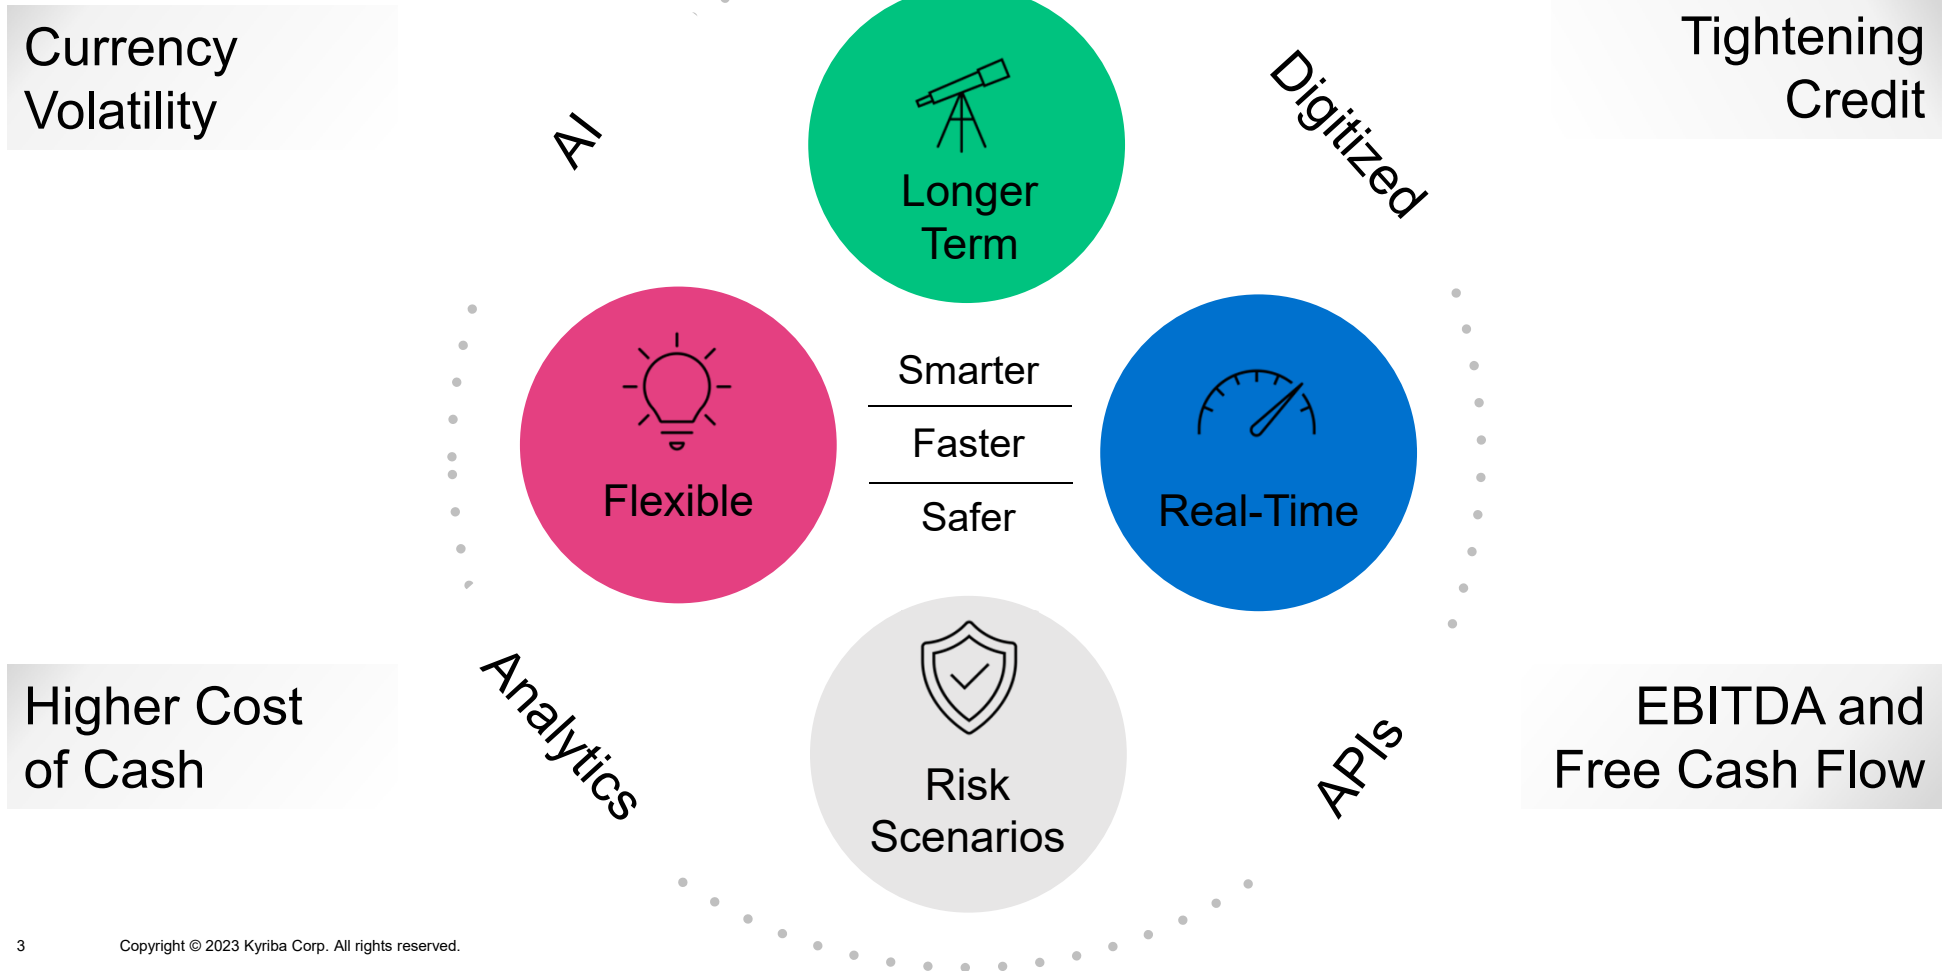 Currency
Volatility
Tightening
Credit
AI
Digitized
Longer
Term
Smarter
Faster
Safer
Flexible
Real-Time
Analytics
APIs
Risk
Scenarios
Higher Cost
of Cash
EBITDA and
Free Cash Flow
3
Copyright © 2023 Kyriba Corp. All rights reserved.